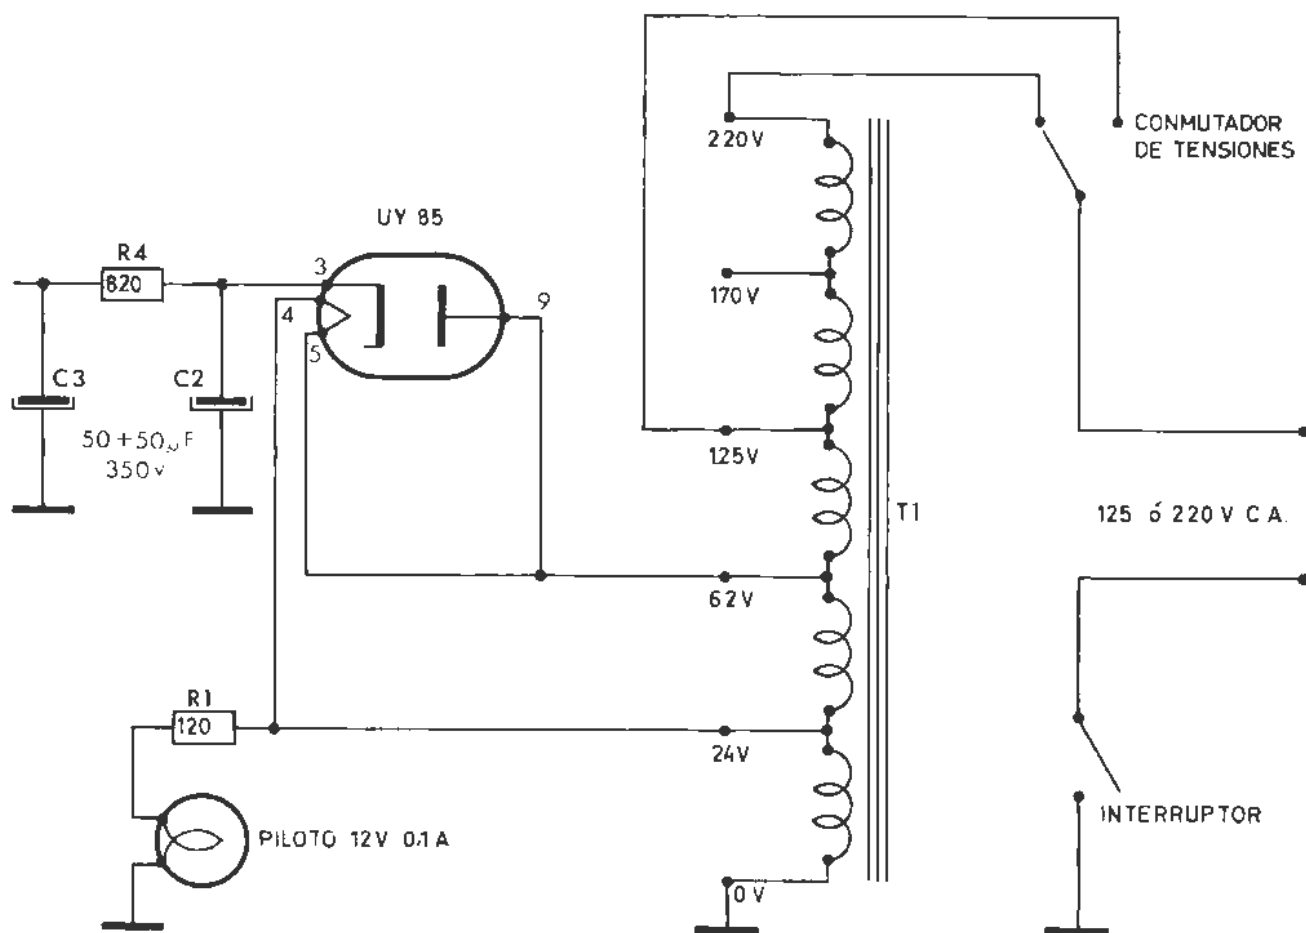 220V
CONMUTADOR
DE TENSIONES
UY 85
R4
820
3
4
5
9
170V
C3
C2
50+50µF
350v
125V
T1
125 ó 220 V C A.
62V
R1
120
24V
PILOTO 12V 0.1A
INTERRUPTOR
0V